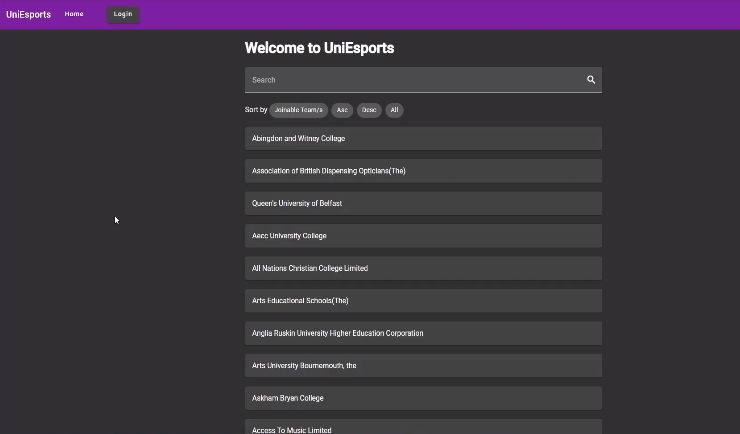 UniEsports Home Login
Welcome to UniEsports
Search
Sort by Joinable Team/s Asc Desc All
Abingdon and Witney College
Association of British Dispensing Opticians(The)
Queen's University of Belfast
Aecc University College
All Nations Christian College Limited
Arts Educational Schools(The)
Anglia Ruskin University Higher Education Corporation
Arts University Bournemouth, the
Askham Bryan College
Access To Music Limited